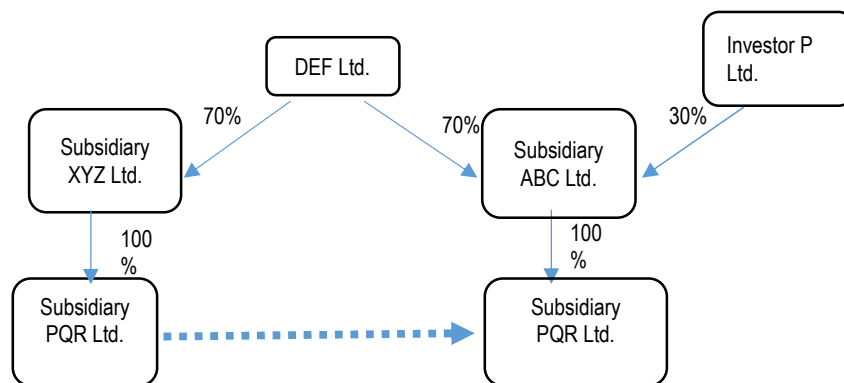 DEF Ltd.
Investor P
Ltd.
70%
70%
30%
Subsidiary
XYZ Ltd.
Subsidiary
ABC Ltd.
100
%
100
%
Subsidiary
PQR Ltd.
Subsidiary
PQR Ltd.